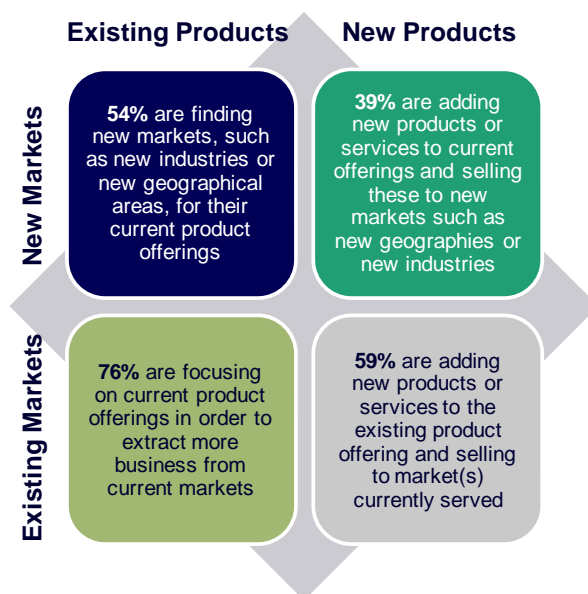 Existing Products
New Products
New Markets
54% are finding
new markets, such
as new industries or
new geographical
areas, for their
current product
offerings
39% are adding
new products or
services to current
offerings and selling
these to new
markets such as
new geographies or
new industries
Existing Markets
76% are focusing
on current product
offerings in order to
extract more
business from
current markets
59% are adding
new products or
services to the
existing product
offering and selling
to market(s)
currently served